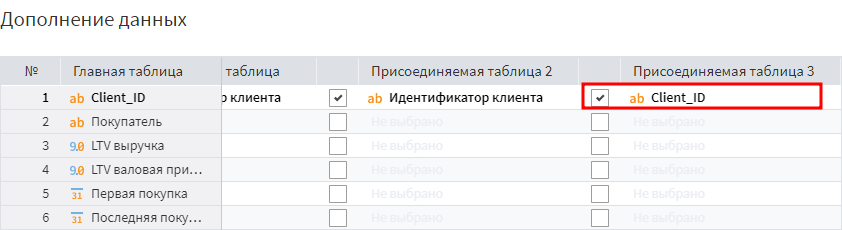 Дополнение данных
№ Главная таблица таблица Присоединяемая таблица 2 Присоединяемая таблица 3
1 ab Client_ID р клиента ab Идентификатор клиента ab Client_ID
2 ab Покупатель Не выбрано Не выбрано
3 9.0 LTV выручка Не выбрано Не выбрано
4 9.0 LTV валовая при... Не выбрано Не выбрано
5 31 Первая покупка Не выбрано Не выбрано
6 31 Последняя поку... Не выбрано Не выбрано